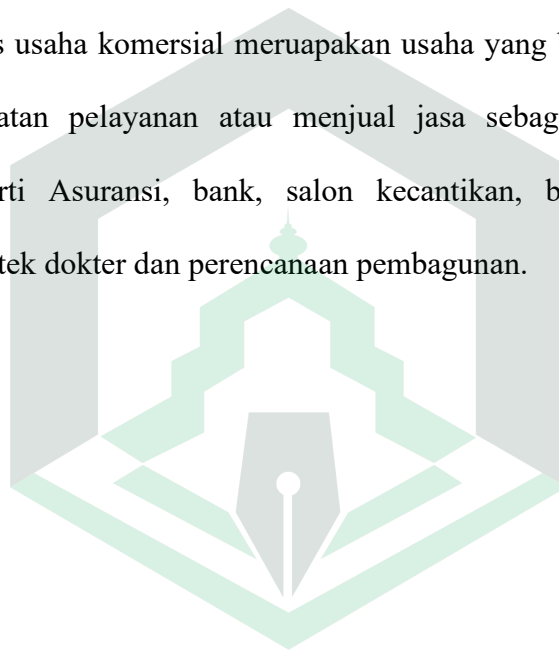 s usaha komersial meruapakan usaha yang
atan pelayanan atau menjual jasa sebag
rti Asuransi, bank, salon kecantikan, b
tek dokter dan perencanaan pembagunan.